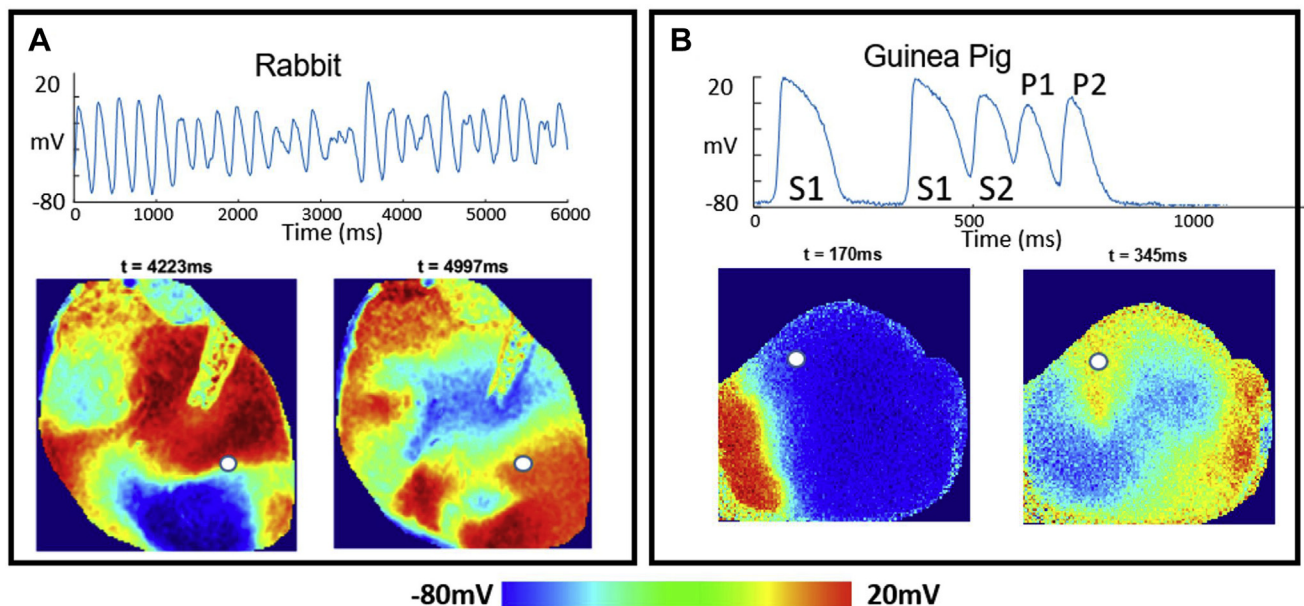 A
Rabbit
20
mV
-80
0 1000 2000 3000 4000 5000 6000
Time (ms)
t = 4223ms t = 4997ms
B
Guinea Pig
20
P1 P2
mV
-80
S1 S1 S2
0 500 1000
Time (ms)
t = 170ms t = 345ms
-80mV 20mV